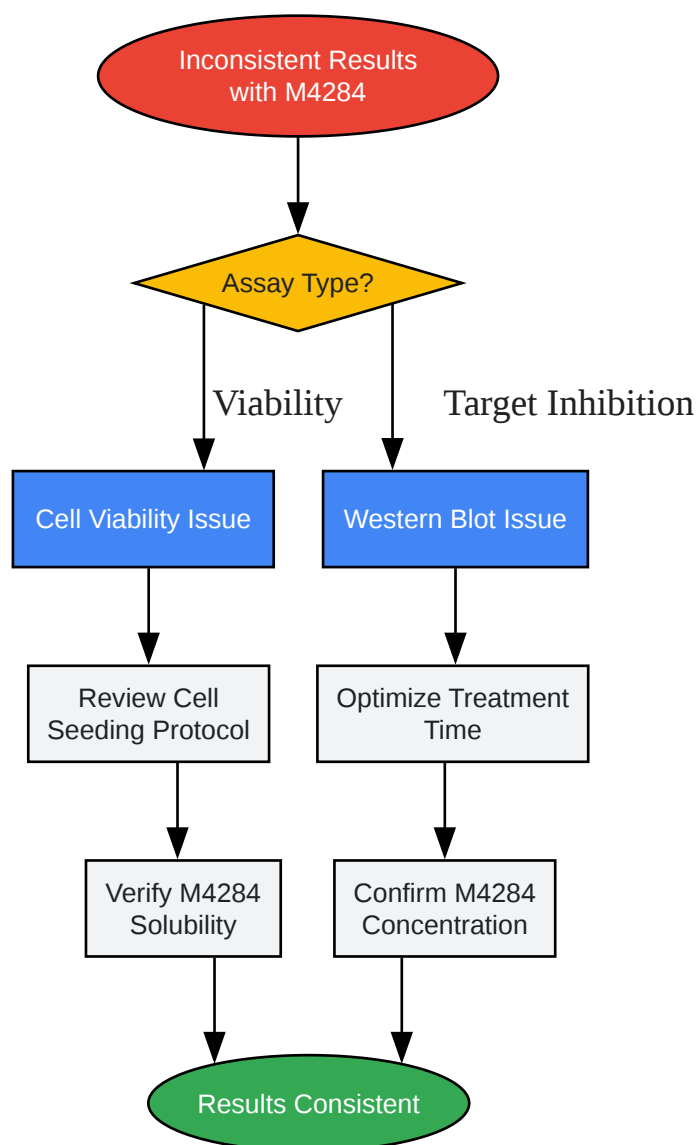 Inconsistent Results
with M4284
Assay Type?
Viability
Target Inhibition
Cell Viability Issue
Western Blot Issue
Review Cell
Seeding Protocol
Optimize Treatment
Time
Verify M4284
Solubility
Confirm M4284
Concentration
Results Consistent